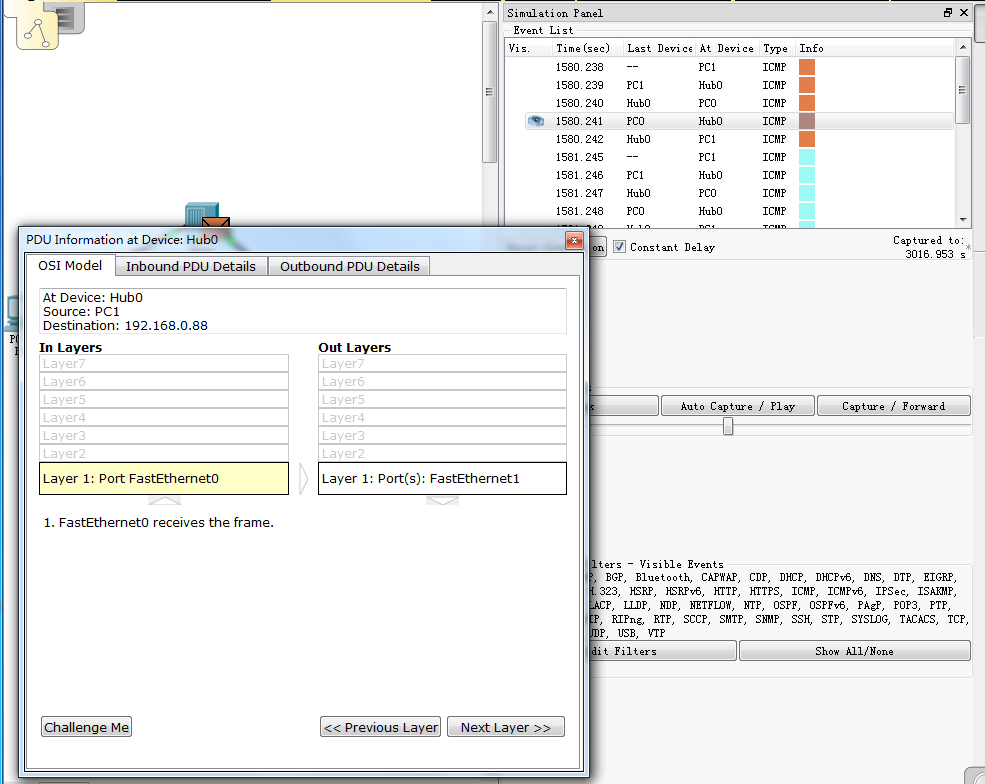 Simulation Panel
Event List
Vis. Time(sec) Last Device At Device Type Info
1580.238 -- PC1 ICMP
1580.239 PC1 Hub0 ICMP
1580.240 Hub0 PC0 ICMP
1580.241 PC0 Hub0 ICMP
1580.242 Hub0 PC1 ICMP
1581.245 -- PC1 ICMP
1581.246 PC1 Hub0 ICMP
1581.247 Hub0 PC0 ICMP
1581.248 PC0 Hub0 ICMP
Constant Delay
Captured to:
3016.953 s
PDU Information at Device: Hub0
OSI Model Inbound PDU Details Outbound PDU Details
At Device: Hub0
Source: PC1
Destination: 192.168.0.88
In Layers Out Layers
Layer7 Layer7
Layer6 Layer6
Layer5 Layer5
Layer4 Layer4
Layer3 Layer3
Layer2 Layer2
Layer 1: Port FastEthernet0 Layer 1: Port(s): FastEthernet1
1. FastEthernet0 receives the frame.
Challenge Me << Previous Layer Next Layer >>
Auto Capture / Play Capture / Forward
lters - Visible Events
P, BGP, Bluetooth, CAPWAP, CDP, DHCP, DHCPv6, DNS, DTP, EIGRP,
H.323, HSRP, HSRPv6, HTTP, HTTPS, ICMP, ICMPv6, IPSec, ISAKMP,
LACP, LLDP, NDP, NETFLOW, NTP, OSPF, OSPFv6, PAgP, POP3, PTP,
IP, RIPng, RTP, SCCP, SMTP, SNMP, SSH, STP, SYSLOG, TACACS, TCP,
UDP, USB, VTP
dit Filters Show All/None